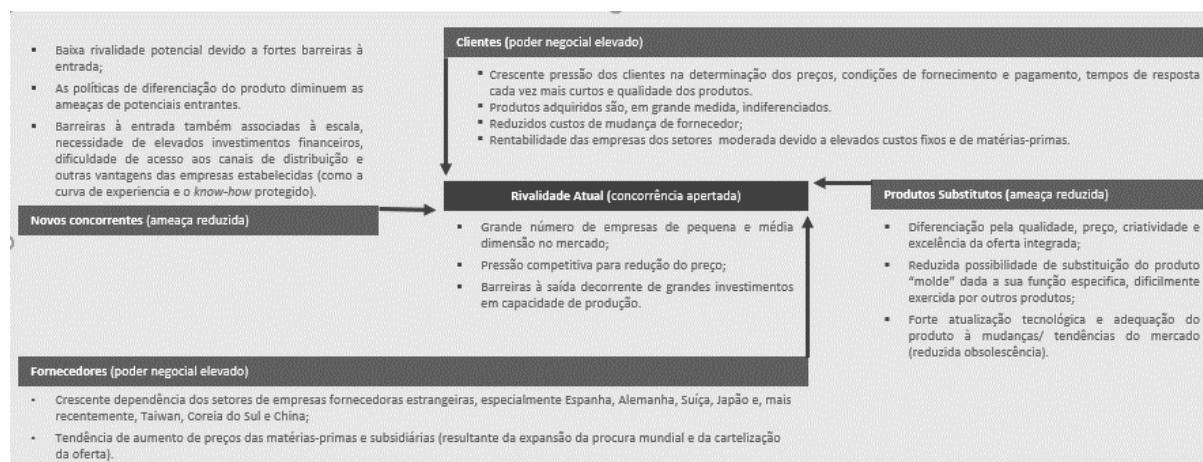 ▪ Baixa rivalidade potencial devido a fortes barreiras à
entrada;
▪ As políticas de diferenciação do produto diminuem as
ameaças de potenciais entrantes.
▪ Barreiras à entrada também associadas à escala,
necessidade de elevados investimentos financeiros,
dificuldade de acesso aos canais de distribuição e
outras vantagens das empresas estabelecidas (como a
curva de experiencia e o know-how protegido).
Novos concorrentes (ameaça reduzida)
Clientes (poder negocial elevado)
▪ Crescente pressão dos clientes na determinação dos preços, condições de fornecimento e pagamento, tempos de resposta
cada vez mais curtos e qualidade dos produtos.
▪ Produtos adquiridos são, em grande medida, indiferenciados.
▪ Reduzidos custos de mudança de fornecedor;
▪ Rentabilidade das empresas dos setores moderada devido a elevados custos fixos e de matérias-primas.
Rivalidade Atual (concorrência apertada)
▪ Grande número de empresas de pequena e média
dimensão no mercado;
▪ Pressão competitiva para redução do preço;
▪ Barreiras à saída decorrente de grandes investimentos
em capacidade de produção.
Produtos Substitutos (ameaça reduzida)
▪ Diferenciação pela qualidade, preço, criatividade e
excelência da oferta integrada;
▪ Reduzida possibilidade de substituição do produto
“molde” dada a sua função especifica, dificilmente
exercida por outros produtos;
▪ Forte atualização tecnológica e adequação do
produto à mudanças/ tendências do mercado
(reduzida obsolescência).
Fornecedores (poder negocial elevado)
▪ Crescente dependência dos setores de empresas fornecedoras estrangeiras, especialmente Espanha, Alemanha, Suíça, Japão e, mais
recentemente, Taiwan, Coreia do Sul e China;
▪ Tendência de aumento de preços das matérias-primas e subsidiárias (resultante da expansão da procura mundial e da cartelização
da oferta).